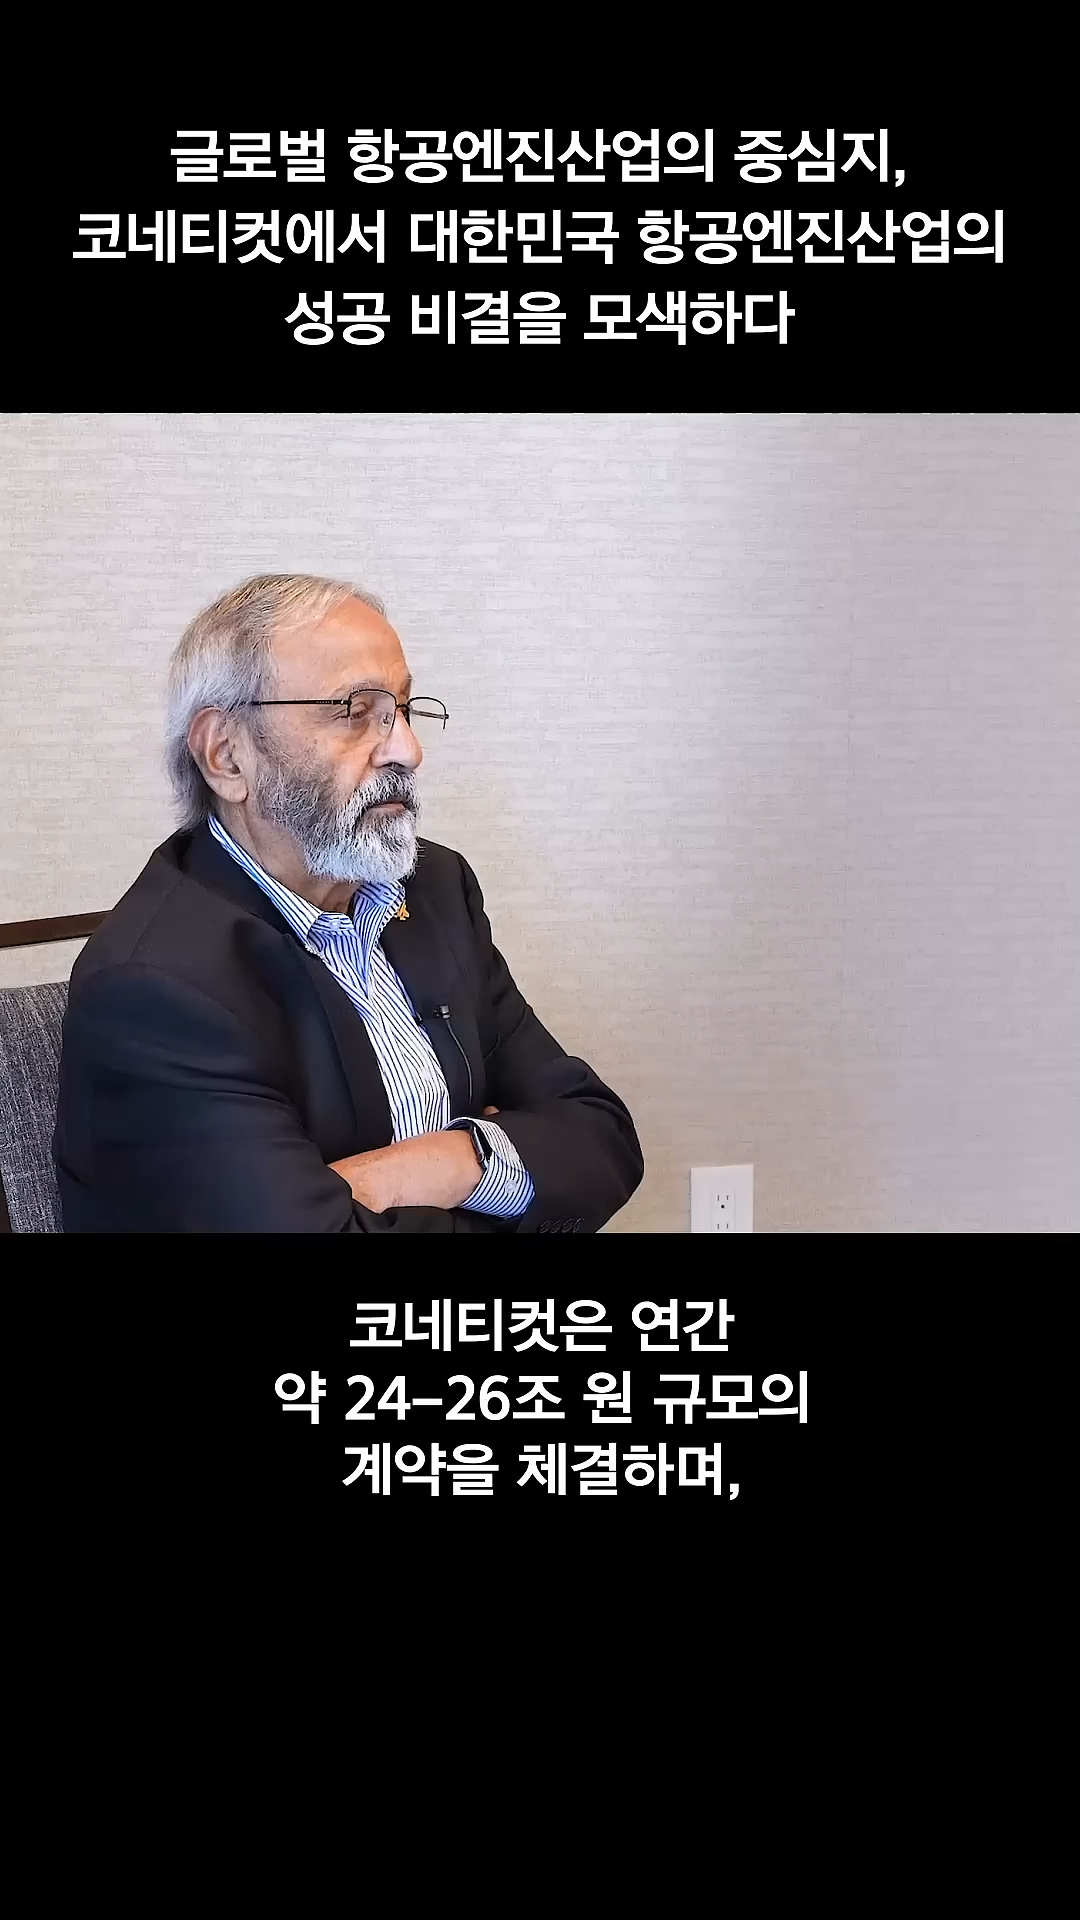 글로벌 항공엔진산업의 중심지,
코네티컷에서 대한민국 항공엔진산업의
성공 비결을 모색하다
코네티컷은 연간
약 24–26조 원 규모의
계약을 체결하며,